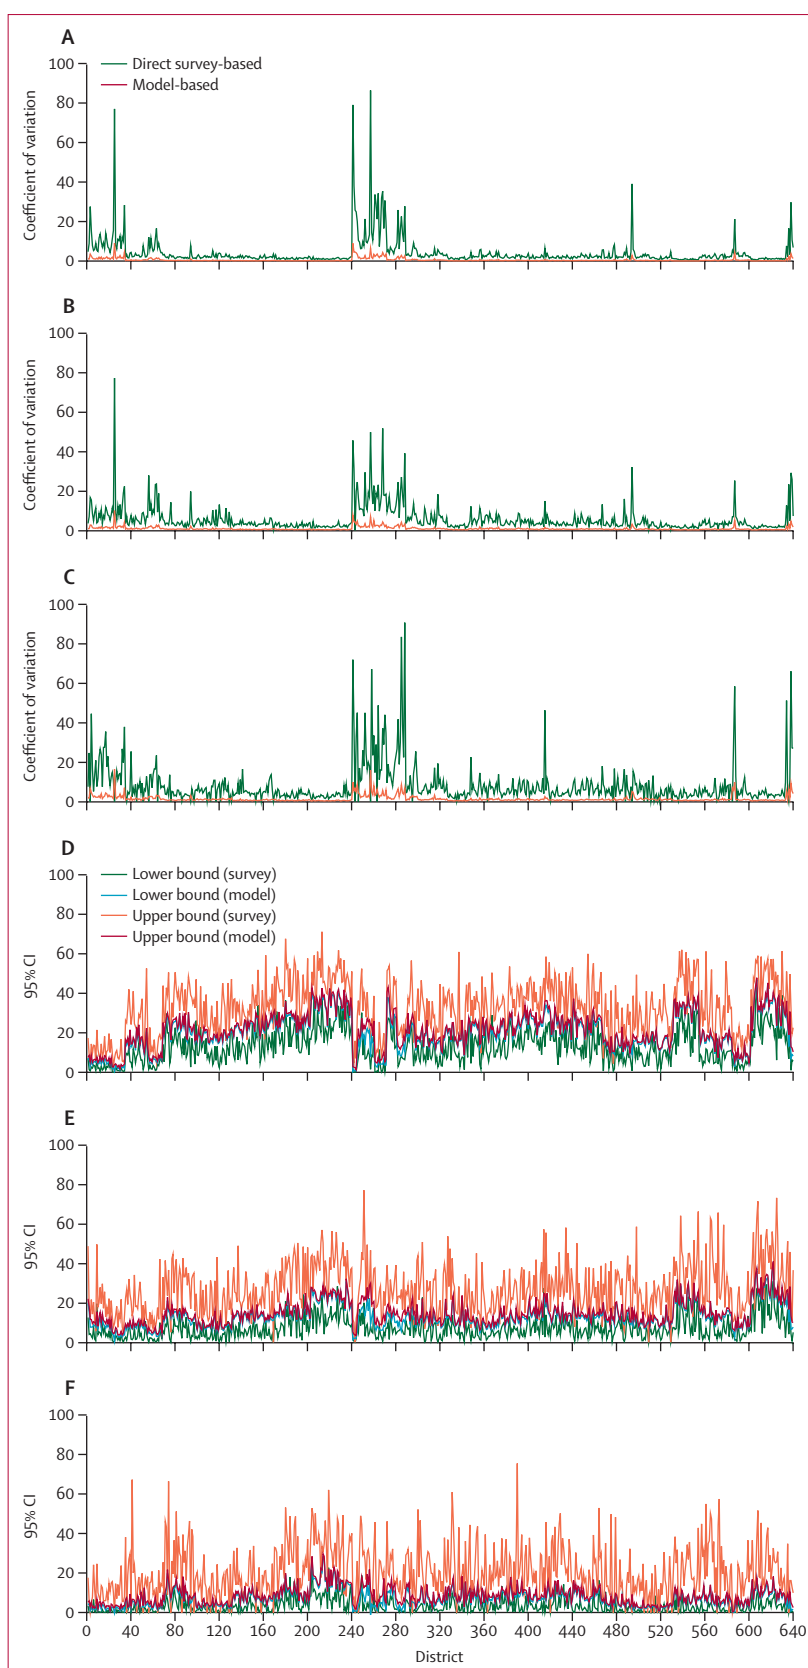 A
Coefficient of variation
100
80
60
40
20
0
Direct survey-based
Model-based
B
Coefficient of variation
100
80
60
40
20
0
C
Coefficient of variation
100
80
60
40
20
0
D
95% CI
100
80
60
40
20
0
Lower bound (survey)
Lower bound (model)
Upper bound (survey)
Upper bound (model)
E
95% CI
100
80
60
40
20
0
F
95% CI
100
80
60
40
20
0
0 40 80 120 160 200 240 280 320 360 400 440 480 520 560 600 640
District